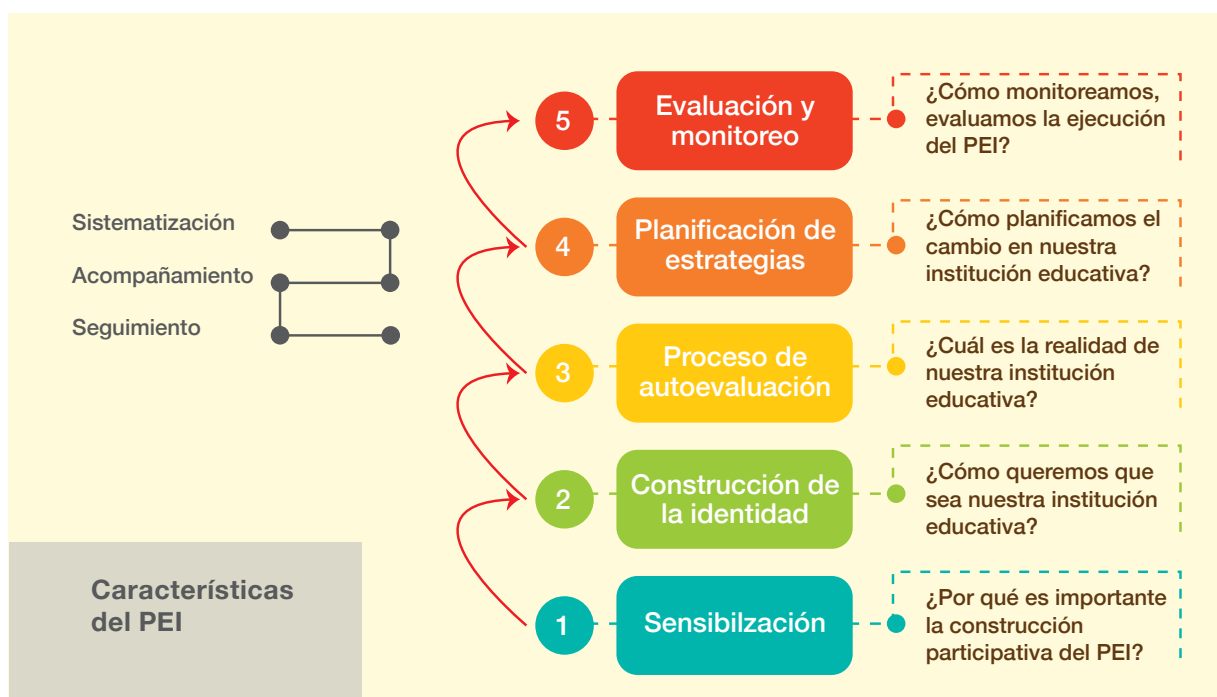 5
Evaluación y
monitoreo
¿Cómo monitoreamos,
evaluamos la ejecución
del PEI?
Sistematización
Acompañamiento
Seguimiento
4
Planificación de
estrategias
¿Cómo planificamos el
cambio en nuestra
institución educativa?
3
Proceso de
autoevaluación
¿Cuál es la realidad de
nuestra institución
educativa?
2
Construcción de
la identidad
¿Cómo queremos que
sea nuestra institución
educativa?
1
Sensibilzación
¿Por qué es importante
la construcción
participativa del PEI?
Características
del PEI